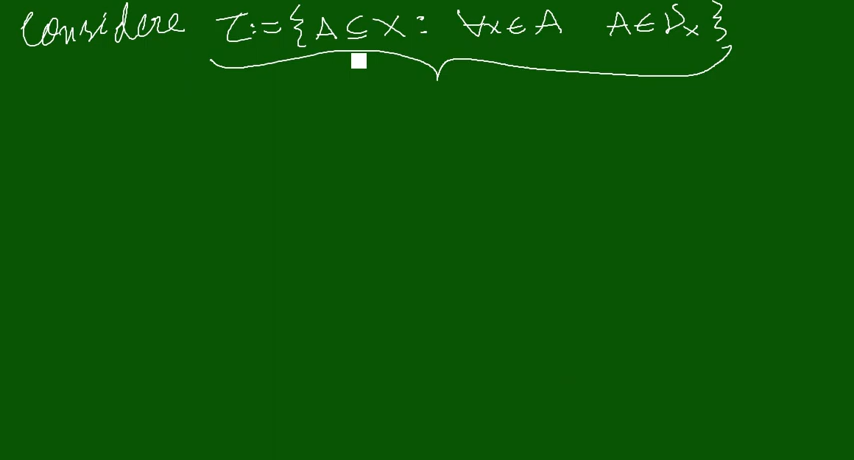 Considere τ:={A⊆X: ∀x∈A A∈𝒱ₓ}